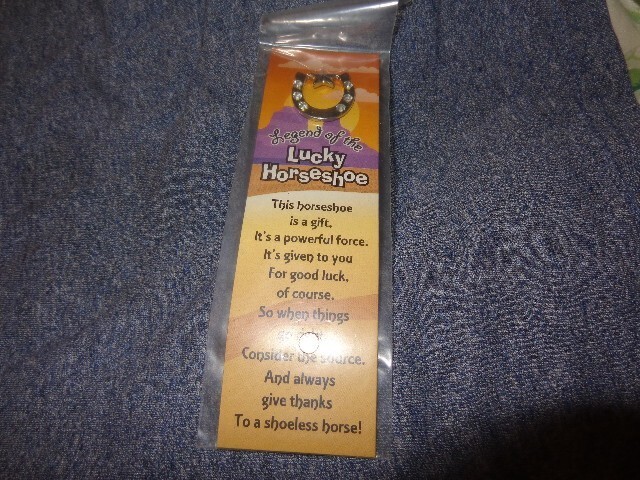 Legend of the
Lucky
Horseshoe
This horseshoe
is a gift.
It's a powerful force.
It's given to you
For good luck,
of course.
So when things
Consider the source.
And always
give thanks
To a shoeless horse!